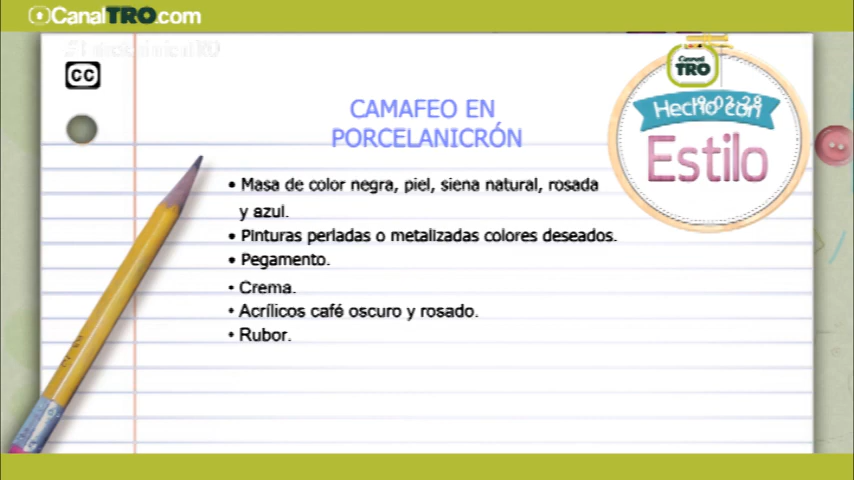 CanalTRO.com
CC
Canal
TRO
Hecho con
Estilo
CAMAFEO EN
PORCELANICRÓN
• Masa de color negra, piel, siena natural, rosada
y azul.
• Pinturas perladas o metalizadas colores deseados.
• Pegamento.
• Crema.
• Acrílicos café oscuro y rosado.
• Rubor.